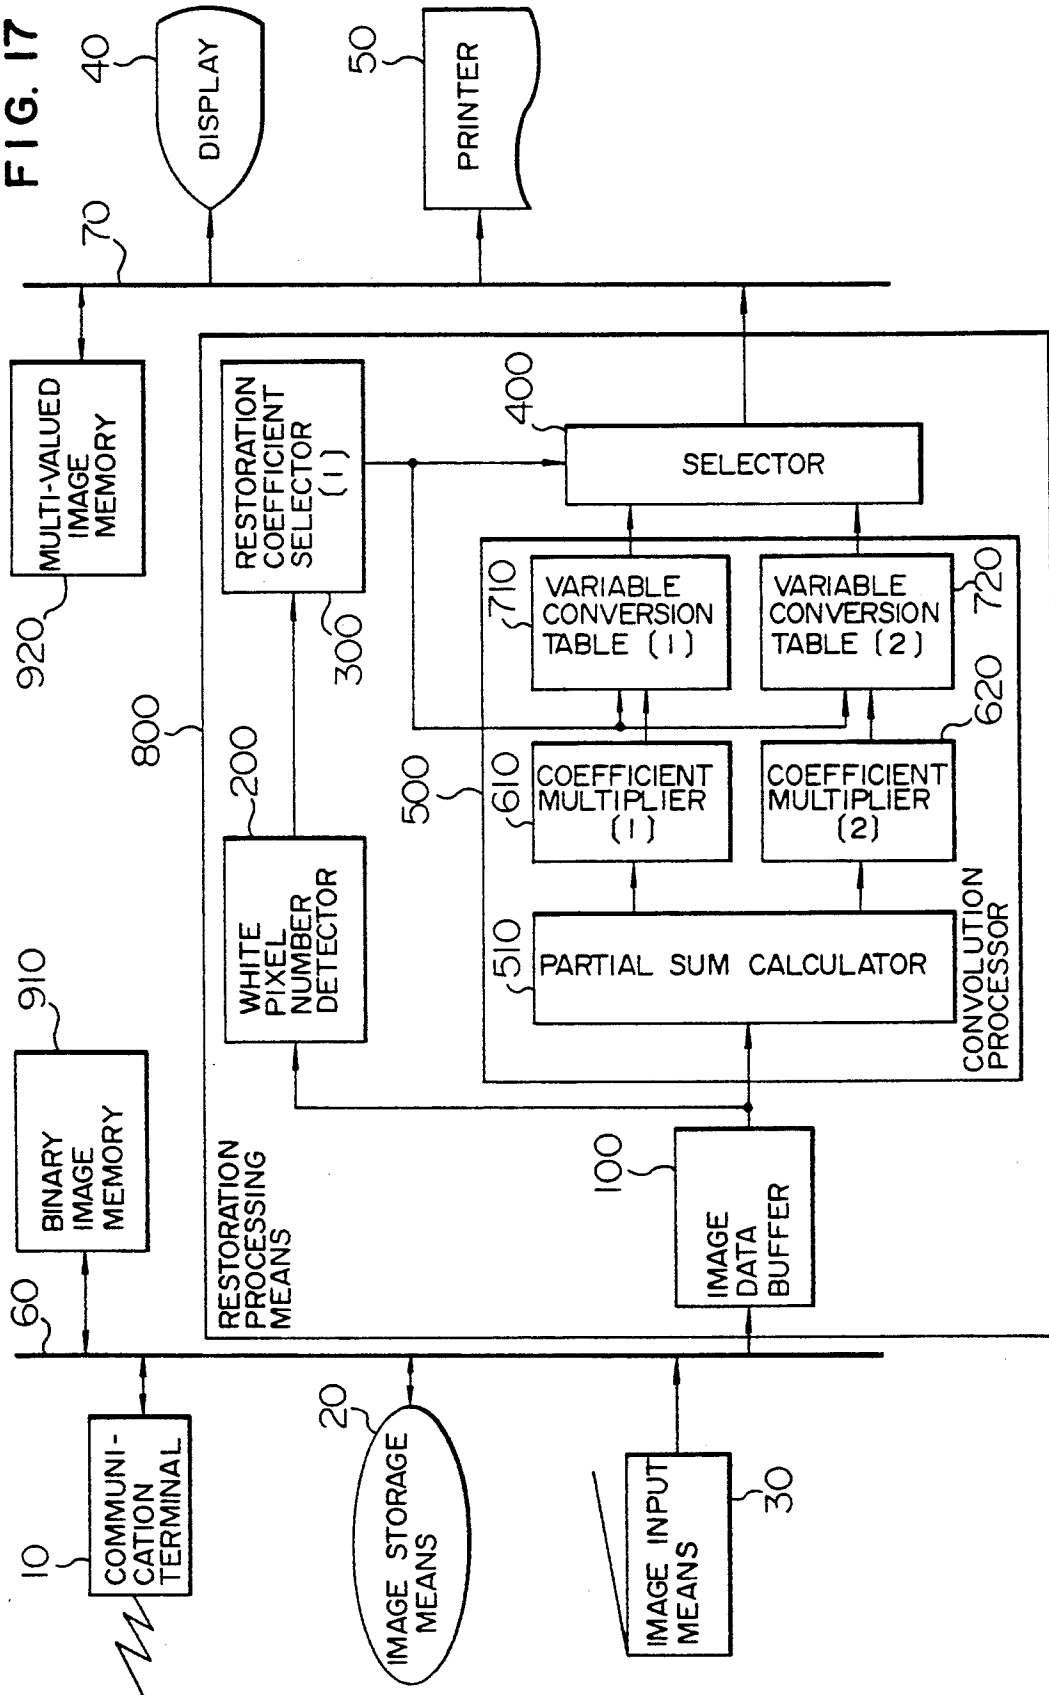 FIG. 17
10
COMMUNI-
CATION
TERMINAL
20
IMAGE STORAGE
MEANS
30
IMAGE INPUT
MEANS
60
910
BINARY
IMAGE
MEMORY
920
MULTI-VALUED
IMAGE
MEMORY
70
40
DISPLAY
50
PRINTER
800
RESTORATION
PROCESSING
MEANS
100
IMAGE
DATA
BUFFER
200
WHITE
PIXEL
NUMBER
DETECTOR
300
RESTORATION
COEFFICIENT
SELECTOR
(1)
400
SELECTOR
500
CONVOLUTION
PROCESSOR
510
PARTIAL SUM CALCULATOR
610
COEFFICIENT
MULTIPLIER
(1)
620
COEFFICIENT
MULTIPLIER
(2)
710
VARIABLE
CONVERSION
TABLE (1)
720
VARIABLE
CONVERSION
TABLE (2)